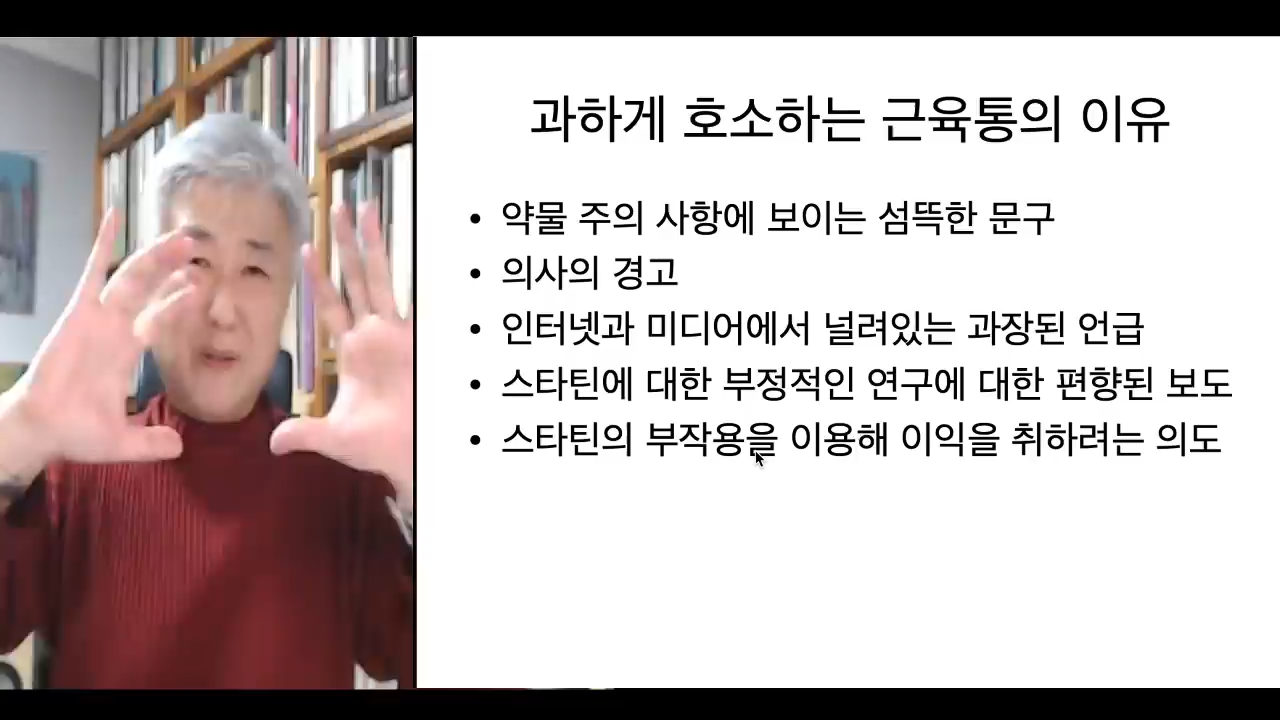 과하게 호소하는 근육통의 이유
• 약물 주의 사항에 보이는 섬뜩한 문구
• 의사의 경고
• 인터넷과 미디어에서 널려있는 과장된 언급
• 스타틴에 대한 부정적인 연구에 대한 편향된 보도
• 스타틴의 부작용을 이용해 이익을 취하려는 의도